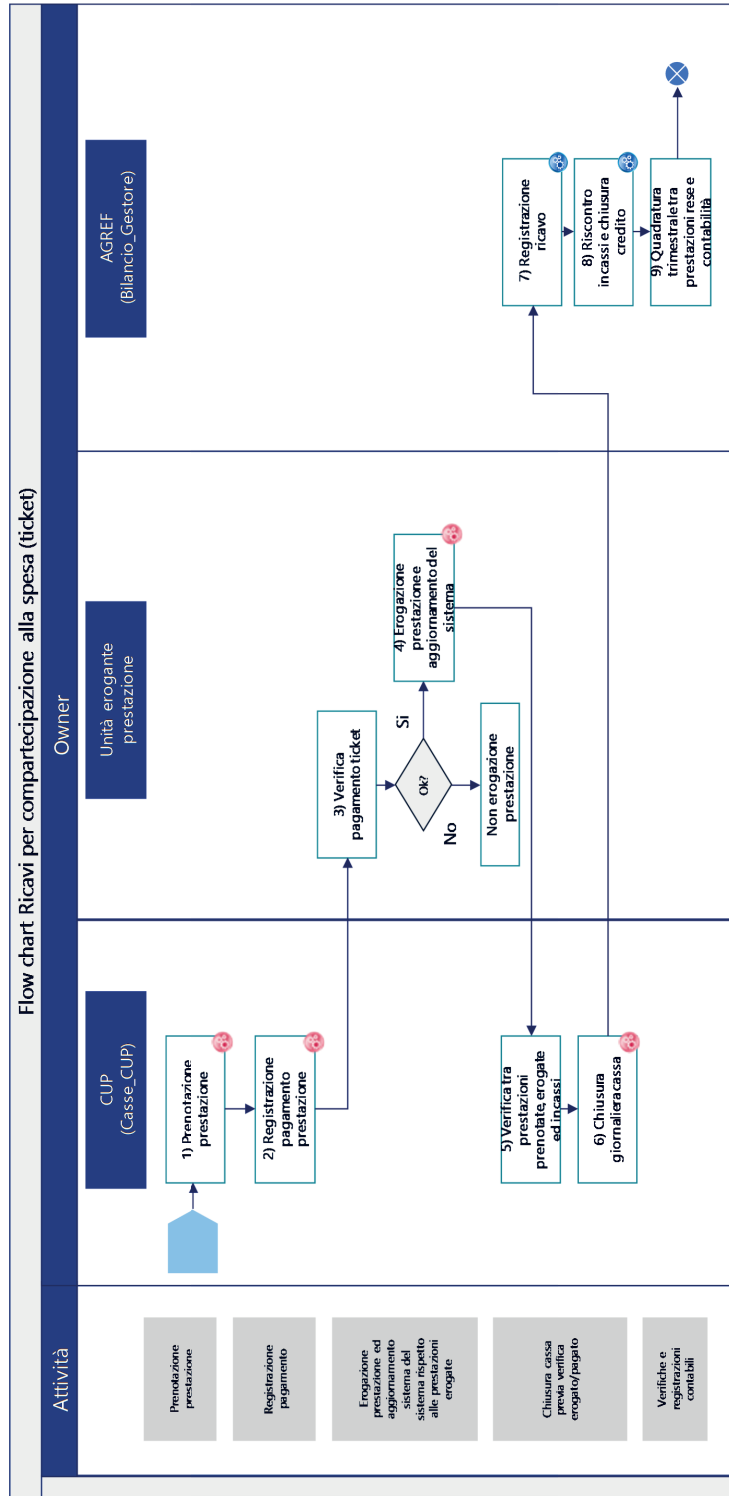 Flow chart Ricavi per compartecipazione alla spesa (ticket)
Attività
Owner
CUP
(Casse_CUP)
Unità erogante
prestazione
AGREF
(Bilancio_Gestore)
Prenotazione
prestazione
1) Prenotazione
prestazione
Registrazione
pagamento
2) Registrazione
pagamento
prestazione
Erogazione
prestazione ed
aggiornamento
sistema del
sistema rispetto
alle prestazioni
erogate
3) Verifica
pagamento ticket
Ok?
Si
No
4) Erogazione
prestazione e
aggiornamento del
sistema
Non erogazione
prestazione
Chiusura cassa
previa verifica
erogato/pagato
5) Verifica tra
prestazioni
prenotate, erogate
ed incassi
6) Chiusura
giornaliera cassa
7) Registrazione
ricavo
8) Riscontro
incassi e chiusura
credito
Verifiche e
registrazioni
contabili
9) Quadratura
trimestrale tra
prestazioni rese e
contabilità